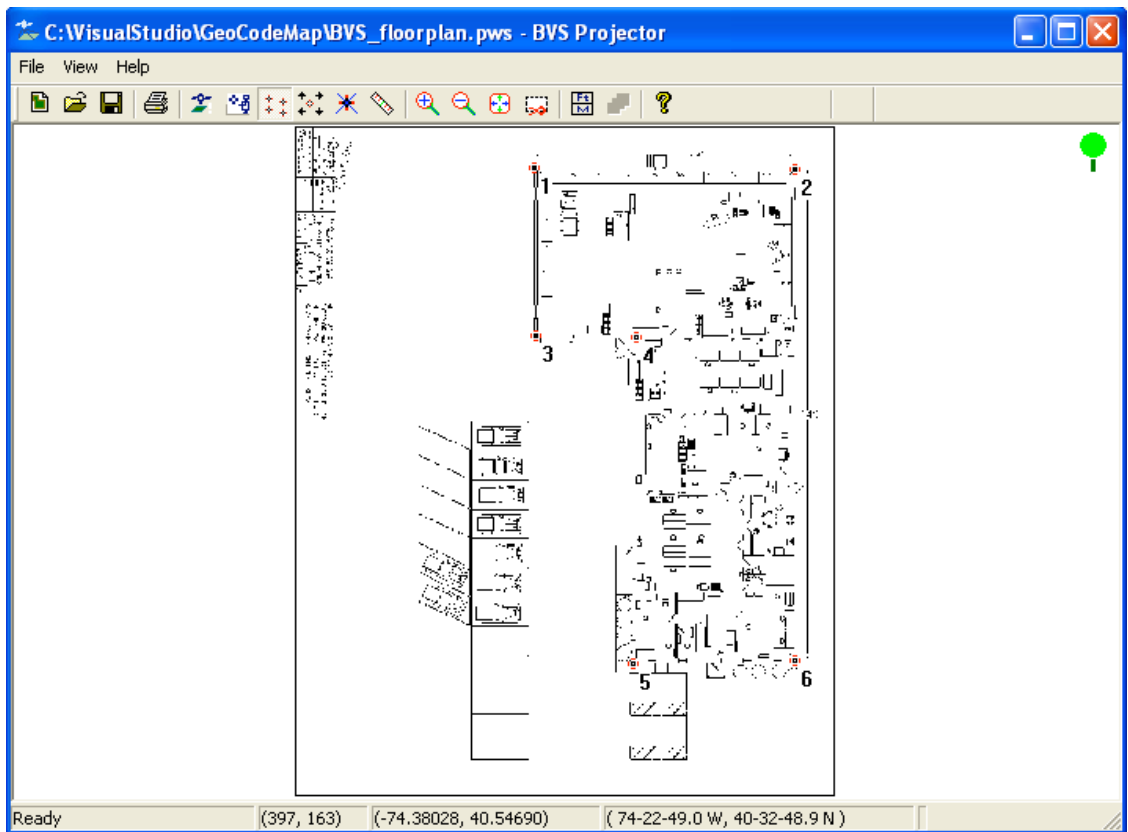 C:\VisualStudio\GeoCodeMap\BVS_floorplan.pws - BVS Projector
File View Help
Ft
M
?
1
2
3
4
5
6
Ready (397, 163) (-74.38028, 40.54690) ( 74-22-49.0 W, 40-32-48.9 N )